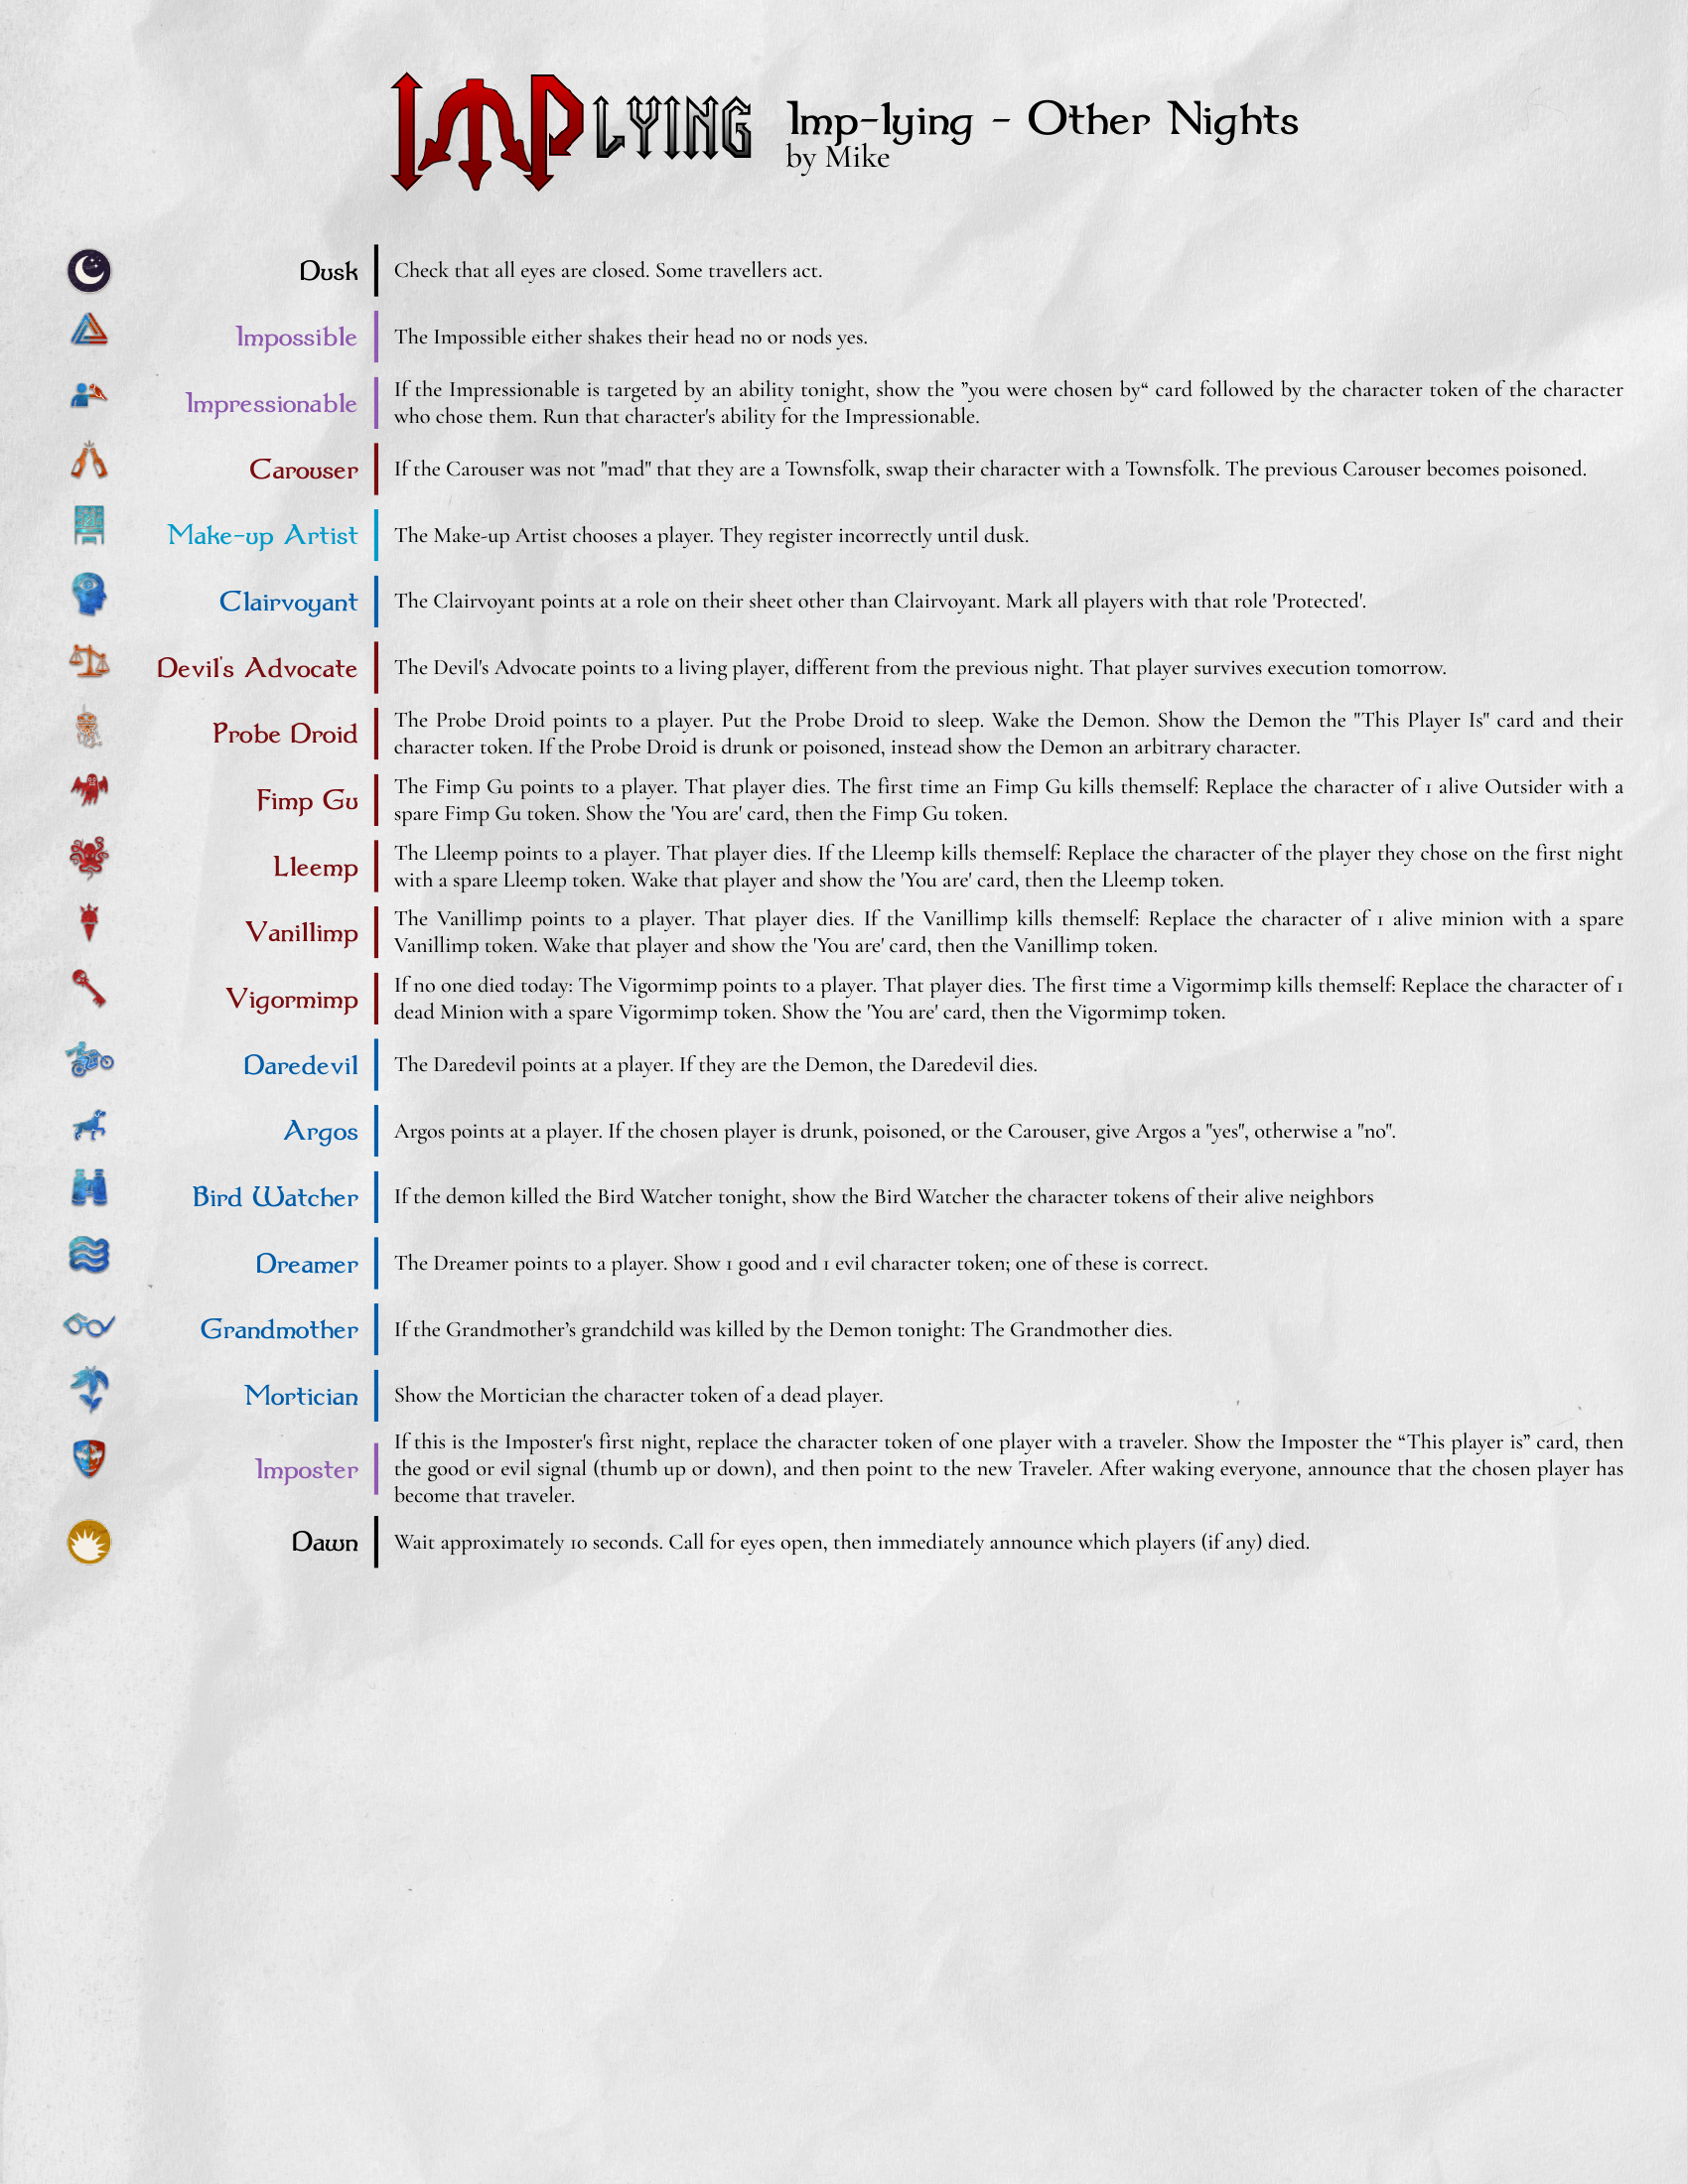 IMP LYING
Imp-lying - Other Nights
by Mike
Dusk
Check that all eyes are closed. Some travellers act.
Impossible
The Impossible either shakes their head no or nods yes.
Impressionable
If the Impressionable is targeted by an ability tonight, show the ”you were chosen by“ card followed by the character token of the character
who chose them. Run that character's ability for the Impressionable.
Carouser
If the Carouser was not "mad" that they are a Townsfolk, swap their character with a Townsfolk. The previous Carouser becomes poisoned.
Make-up Artist
The Make-up Artist chooses a player. They register incorrectly until dusk.
Clairvoyant
The Clairvoyant points at a role on their sheet other than Clairvoyant. Mark all players with that role 'Protected'.
Devil's Advocate
The Devil's Advocate points to a living player, different from the previous night. That player survives execution tomorrow.
Probe Droid
The Probe Droid points to a player. Put the Probe Droid to sleep. Wake the Demon. Show the Demon the "This Player Is" card and their
character token. If the Probe Droid is drunk or poisoned, instead show the Demon an arbitrary character.
Fimp Gu
The Fimp Gu points to a player. That player dies. The first time an Fimp Gu kills themself: Replace the character of 1 alive Outsider with a
spare Fimp Gu token. Show the 'You are' card, then the Fimp Gu token.
Lleemp
The Lleemp points to a player. That player dies. If the Lleemp kills themself: Replace the character of the player they chose on the first night
with a spare Lleemp token. Wake that player and show the 'You are' card, then the Lleemp token.
Vanillimp
The Vanillimp points to a player. That player dies. If the Vanillimp kills themself: Replace the character of 1 alive minion with a spare
Vanillimp token. Wake that player and show the 'You are' card, then the Vanillimp token.
Vigormimp
If no one died today: The Vigormimp points to a player. That player dies. The first time a Vigormimp kills themself: Replace the character of 1
dead Minion with a spare Vigormimp token. Show the 'You are' card, then the Vigormimp token.
Daredevil
The Daredevil points at a player. If they are the Demon, the Daredevil dies.
Argos
Argos points at a player. If the chosen player is drunk, poisoned, or the Carouser, give Argos a "yes", otherwise a "no".
Bird Watcher
If the demon killed the Bird Watcher tonight, show the Bird Watcher the character tokens of their alive neighbors
Dreamer
The Dreamer points to a player. Show 1 good and 1 evil character token; one of these is correct.
Grandmother
If the Grandmother’s grandchild was killed by the Demon tonight: The Grandmother dies.
Mortician
Show the Mortician the character token of a dead player.
Imposter
If this is the Imposter's first night, replace the character token of one player with a traveler. Show the Imposter the “This player is” card, then
the good or evil signal (thumb up or down), and then point to the new Traveler. After waking everyone, announce that the chosen player has
become that traveler.
Dawn
Wait approximately 10 seconds. Call for eyes open, then immediately announce which players (if any) died.